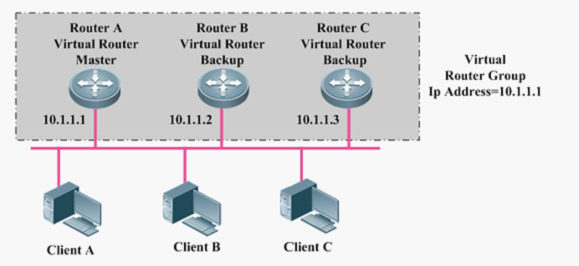 Router A
Virtual Router
Master
Router B
Virtual Router
Backup
Router C
Virtual Router
Backup
Virtual
Router Group
Ip Address=10.1.1.1
10.1.1.1
10.1.1.2
10.1.1.3
Client A
Client B
Client C